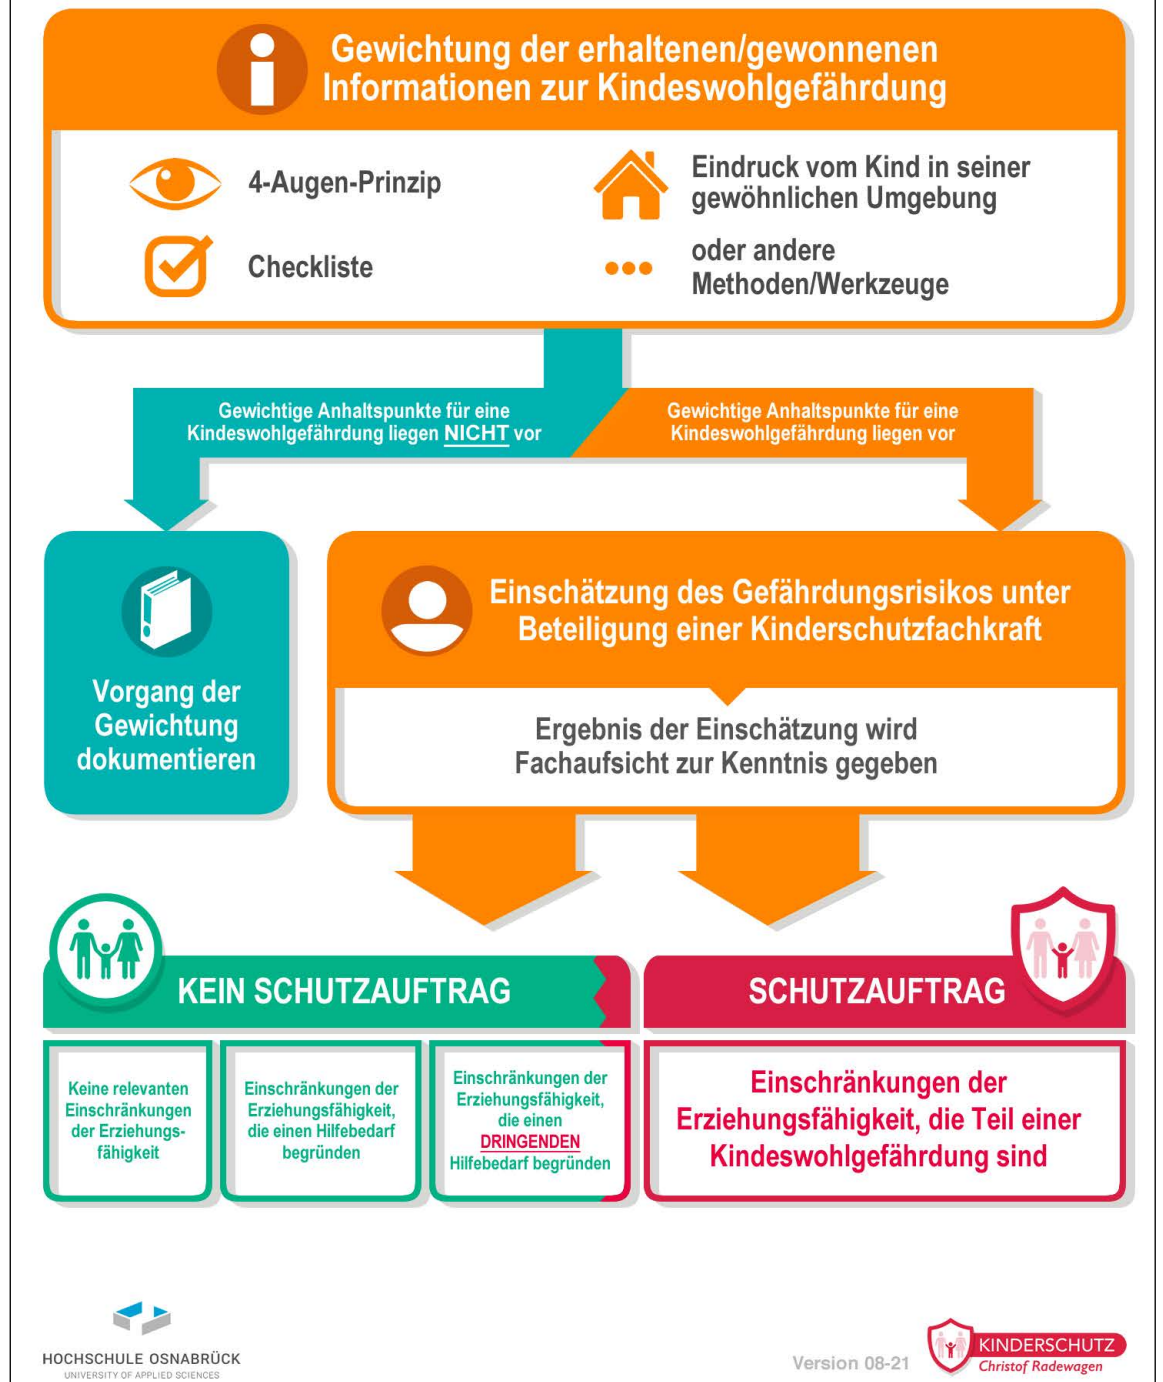 Gewichtung der erhaltenen/gewonnenen
Informationen zur Kindeswohlgefährdung
4-Augen-Prinzip
Eindruck vom Kind in seiner
gewöhnlichen Umgebung
Checkliste
oder andere
Methoden/Werkzeuge
Gewichtige Anhaltspunkte für eine
Kindeswohlgefährdung liegen NICHT vor
Gewichtige Anhaltspunkte für eine
Kindeswohlgefährdung liegen vor
Vorgang der
Gewichtung
dokumentieren
Einschätzung des Gefährdungsrisikos unter
Beteiligung einer Kinderschutzfachkraft
Ergebnis der Einschätzung wird
Fachaufsicht zur Kenntnis gegeben
KEIN SCHUTZAUFTRAG
SCHUTZAUFTRAG
Keine relevanten
Einschränkungen
der Erziehungs-
fähigkeit
Einschränkungen der
Erziehungsfähigkeit,
die einen Hilfebedarf
begründen
Einschränkungen der
Erziehungsfähigkeit,
die einen
DRINGENDEN
Hilfebedarf begründen
Einschränkungen der
Erziehungsfähigkeit, die Teil einer
Kindeswohlgefährdung sind
HOCHSCHULE OSNABRÜCK
UNIVERSITY OF APPLIED SCIENCES
Version 08-21
KINDERSCHUTZ
Christof Radewagen